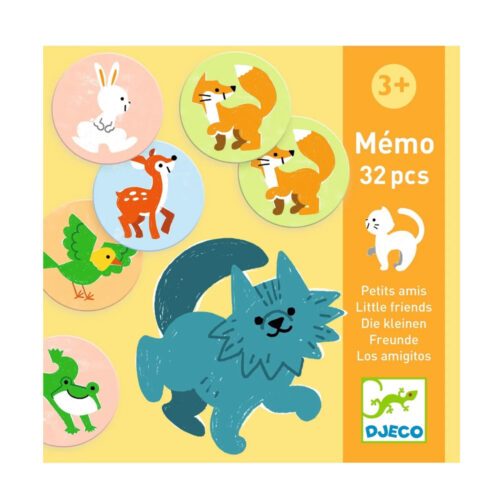 3+
Mémo
32 pcs
Petits amis
Little friends
Die kleinen
Freunde
Los amigitos
DJECO